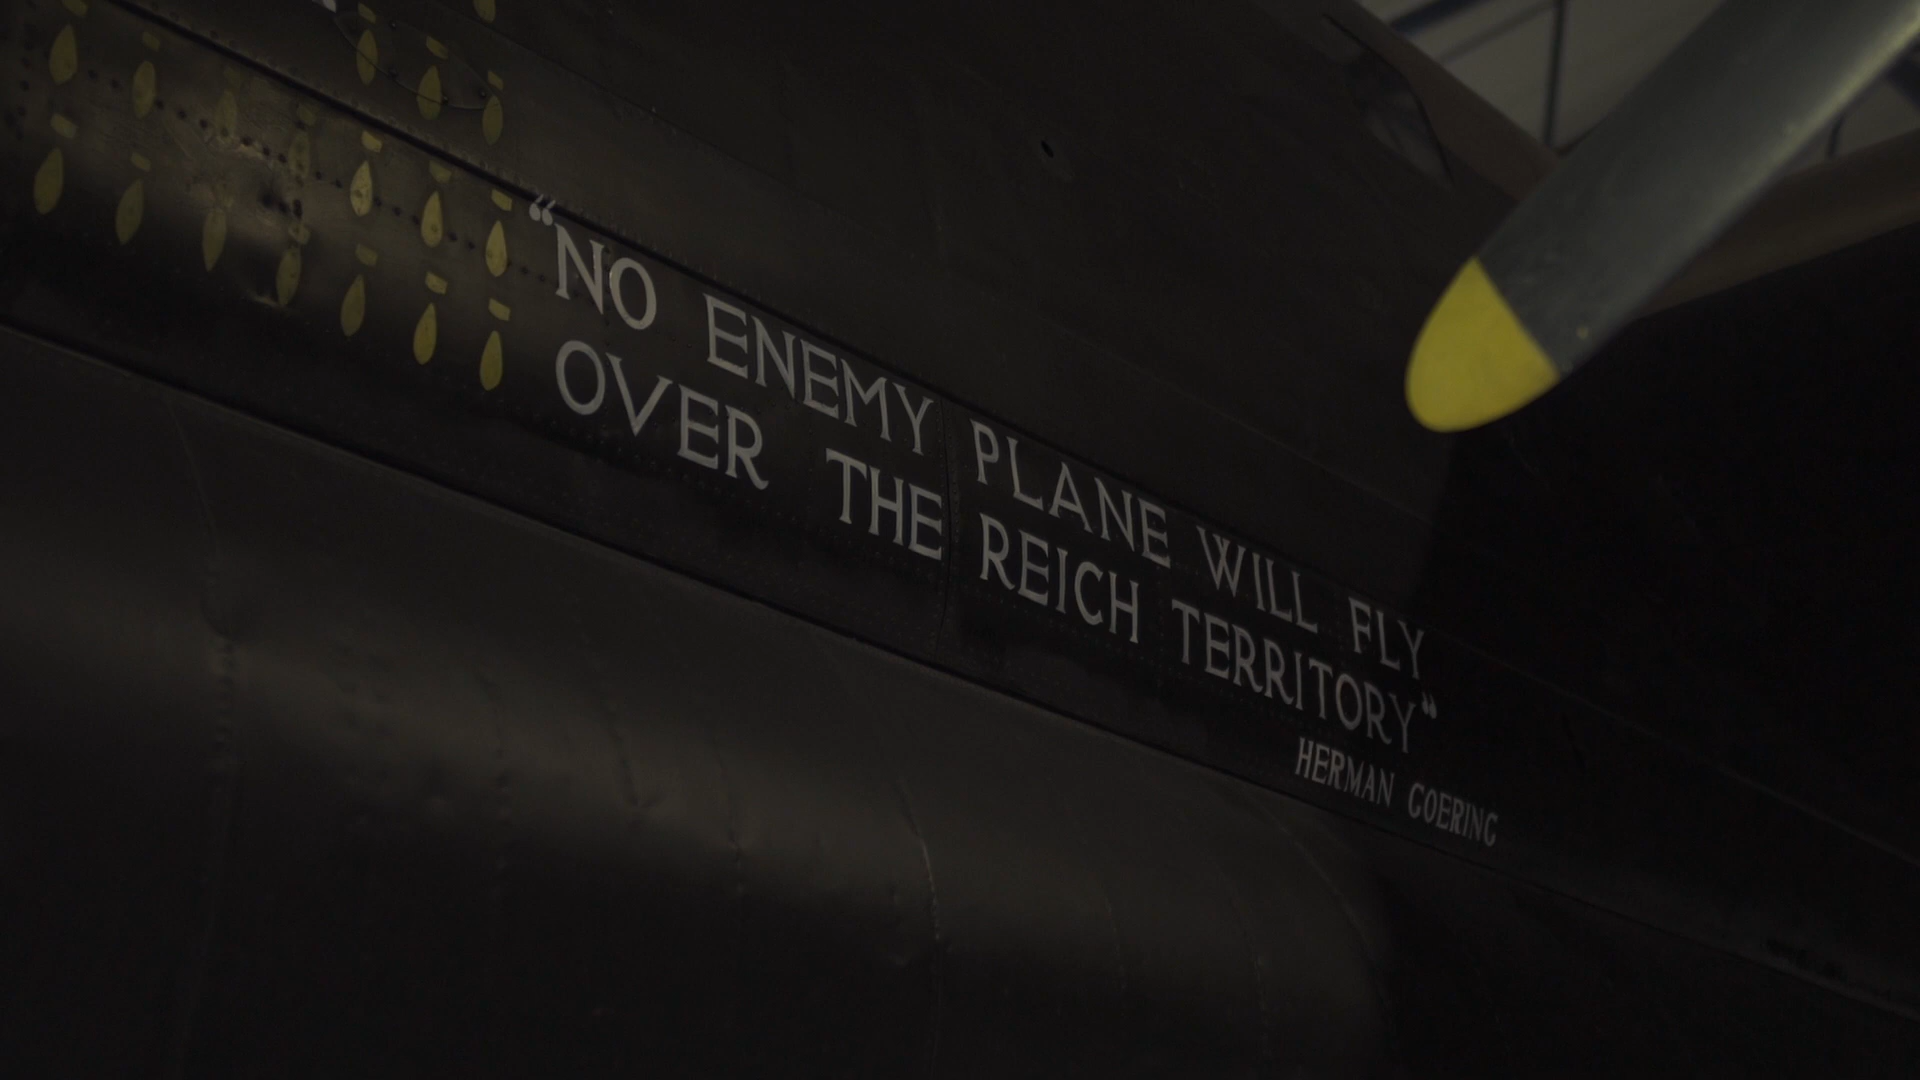 “NO ENEMY PLANE WILL FLY
OVER THE REICH TERRITORY”
HERMAN GOERING